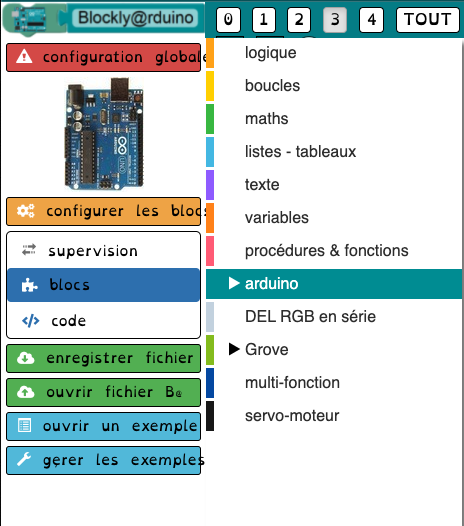 Blockly@rduino
0 1 2 3 4 TOUT
configuration globale
configurer les blocs
supervision
blocs
code
enregistrer fichier
ouvrir fichier B@
ouvrir un exemple
gérer les exemples
logique
boucles
maths
listes - tableaux
texte
variables
procédures & fonctions
arduino
DEL RGB en série
Grove
multi-fonction
servo-moteur